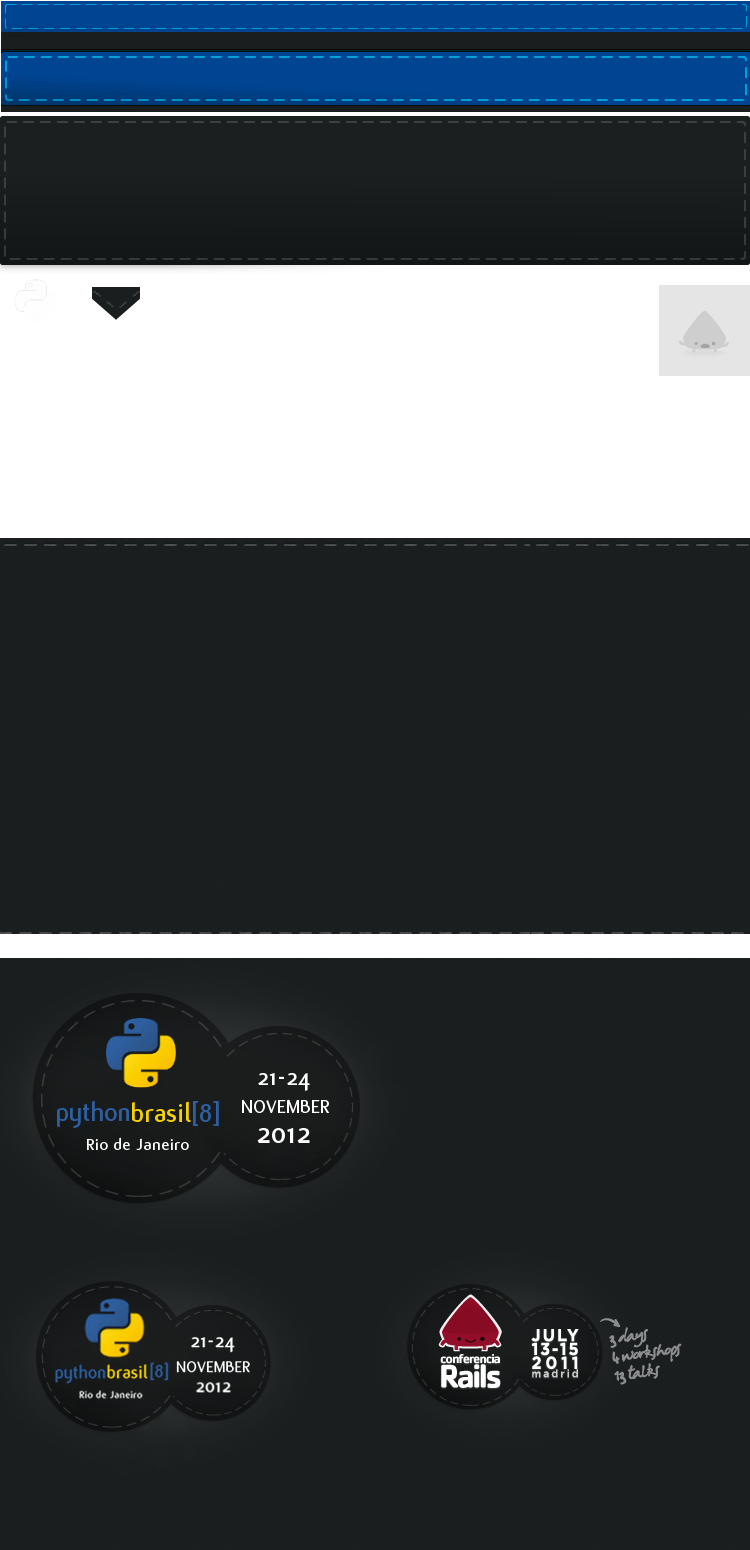 pythonbrasil[8]
Rio de Janeiro
21-24
NOVEMBER
2012
pythonbrasil[8]
Rio de Janeiro
21-24
NOVEMBER
2012
conferencia
Rails
JULY
13-15
2011
madrid
3 days
4 workshops
13 talks